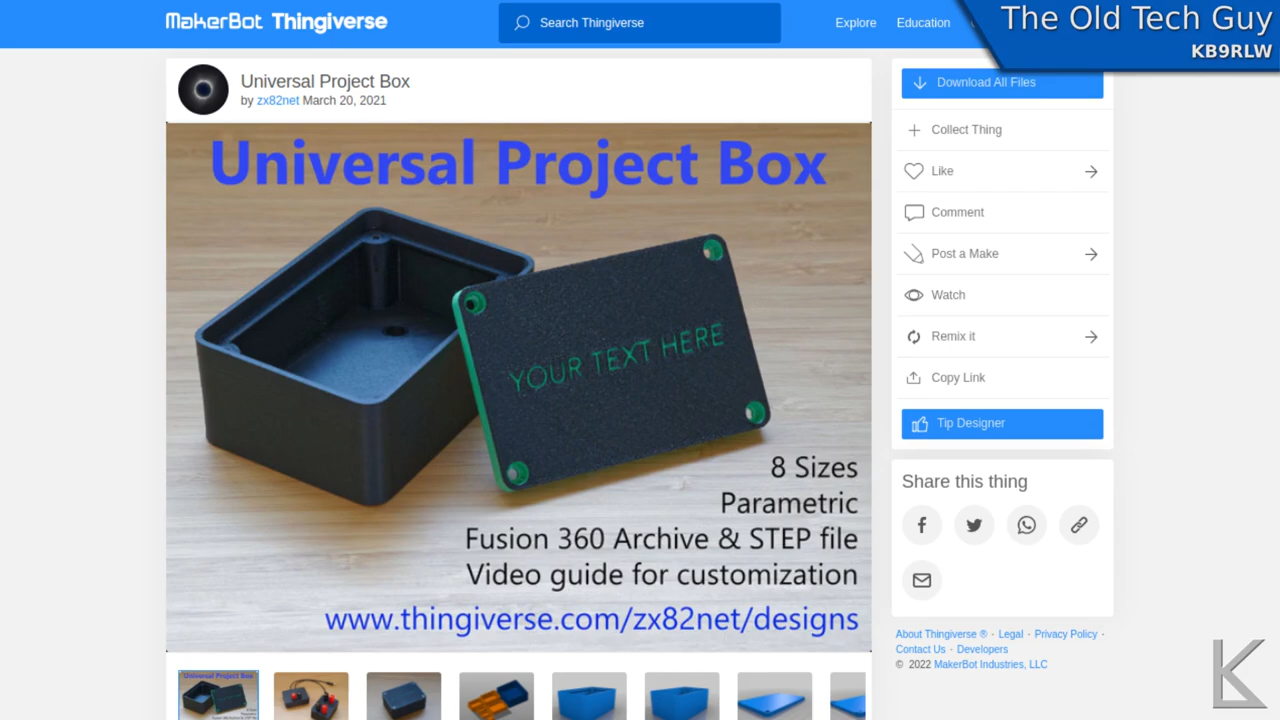 MakerBot Thingiverse
Search Thingiverse
Explore
Education
The Old Tech Guy
KB9RLW
Universal Project Box
by zx82net March 20, 2021
Universal Project Box
YOUR TEXT HERE
8 Sizes
Parametric
Fusion 360 Archive & STEP file
Video guide for customization
www.thingiverse.com/zx82net/designs
Download All Files
Collect Thing
Like
Comment
Post a Make
Watch
Remix it
Copy Link
Tip Designer
Share this thing
About Thingiverse ® · Legal · Privacy Policy ·
Contact Us · Developers
© 2022 MakerBot Industries, LLC
K
Universal Project Box